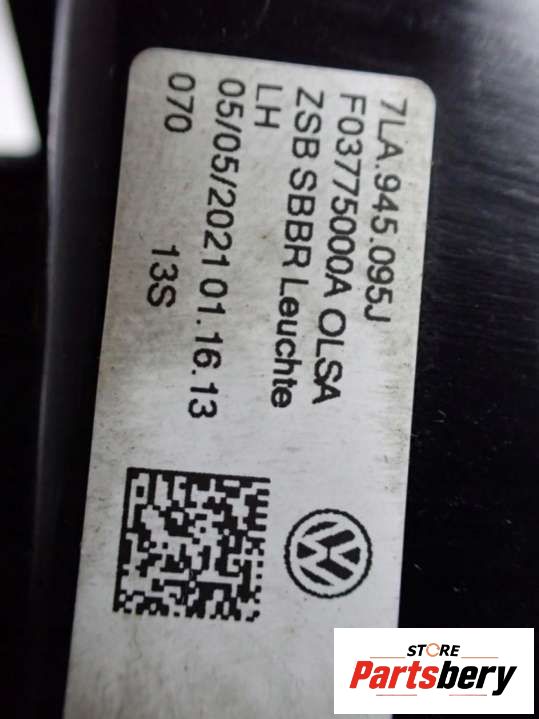 7LA.945.095J
F03775000A OLSA
ZSB SBBR Leuchte
LH
05/05/2021 01.16.13
070 13S
STORE
Partsbery